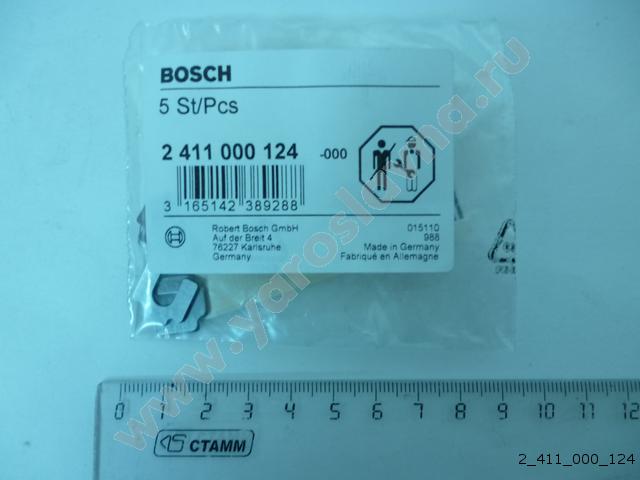 BOSCH
5 St/Pcs
2 411 000 124 -000
3 165142 389288
Robert Bosch GmbH
Auf der Breit 4
76227 Karlsruhe
Germany
015110
988
Made in Germany
Fabriqué en Allemagne
www.yaroslavna.ru
0 1 2 3 4 5 6 7 8 9 10 11 12
СТАММ
2_411_000_124